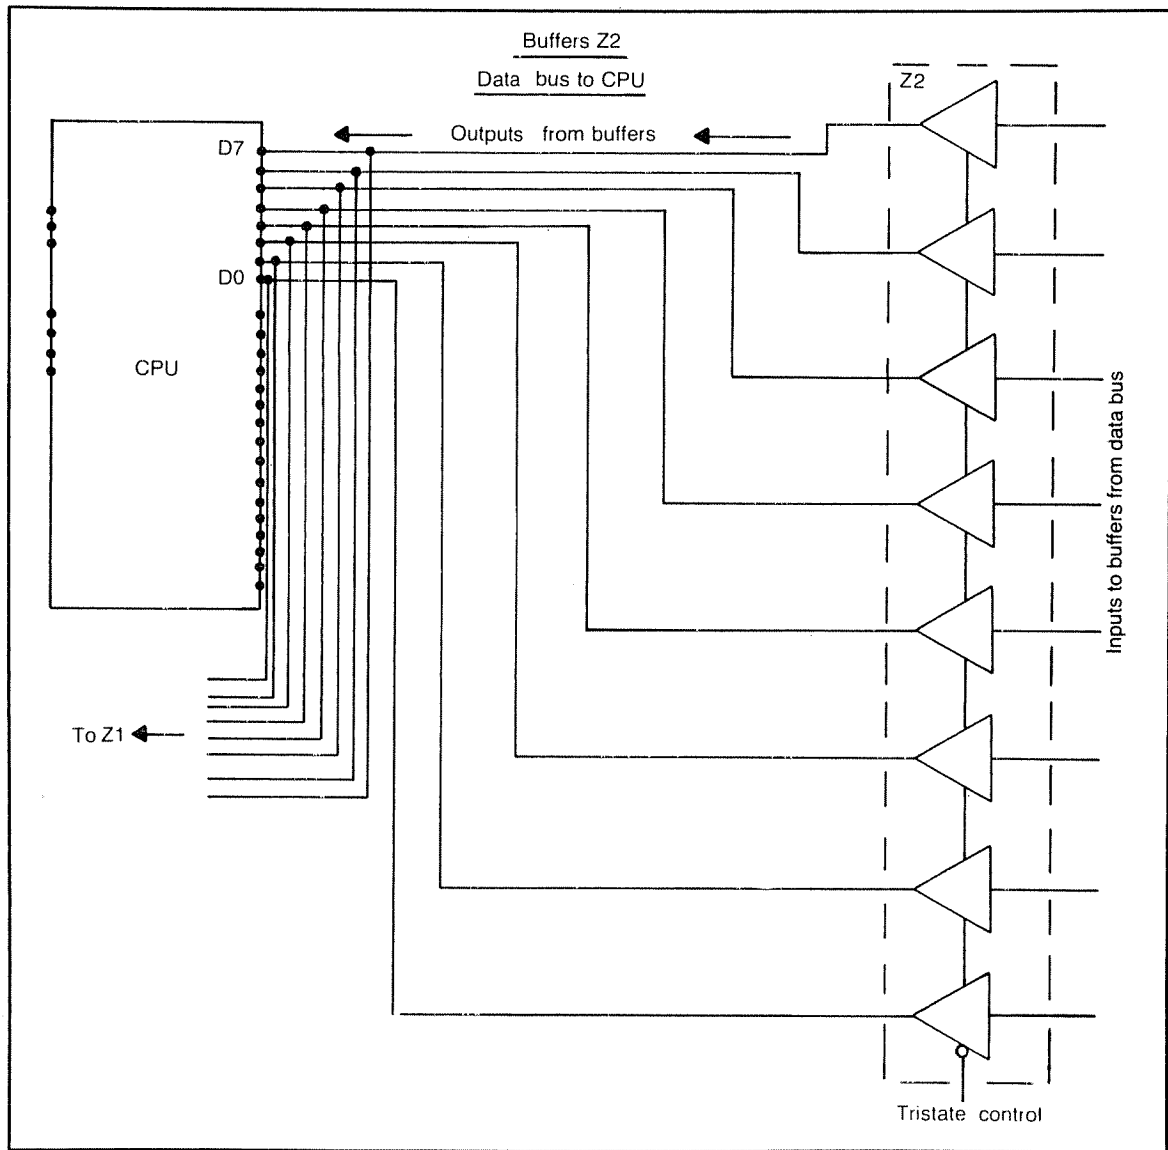 Buffers Z2
Data bus to CPU
Z2
Outputs from buffers
D7
D0
CPU
Inputs to buffers from data bus
To Z1
Tristate control